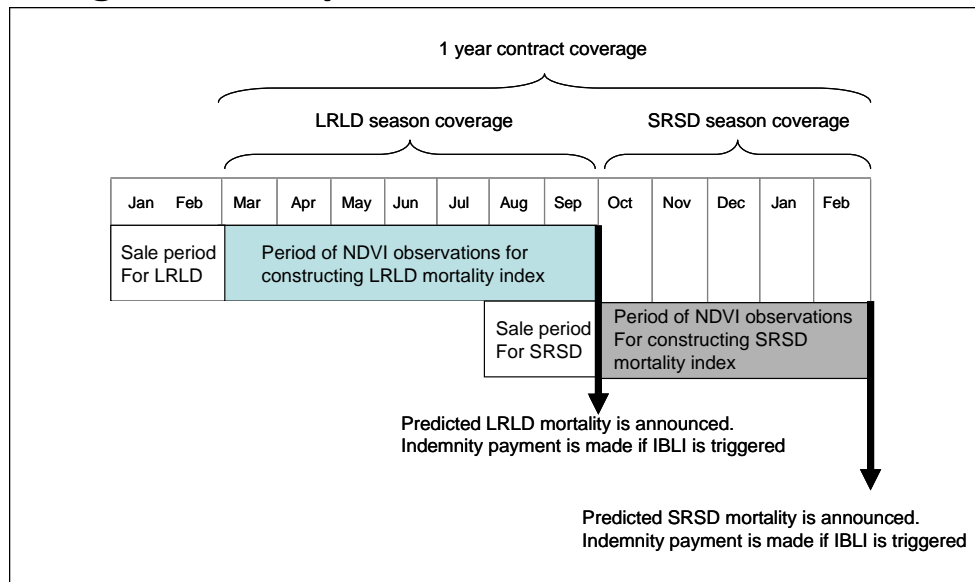 1 year contract coverage
LRLD season coverage
SRSD season coverage
Jan Feb Mar Apr May Jun Jul Aug Sep Oct Nov Dec Jan Feb
Sale period
For LRLD
Period of NDVI observations for
constructing LRLD mortality index
Sale period
For SRSD
Period of NDVI observations
For constructing SRSD
mortality index
Predicted LRLD mortality is announced.
Indemnity payment is made if IBLI is triggered
Predicted SRSD mortality is announced.
Indemnity payment is made if IBLI is triggered